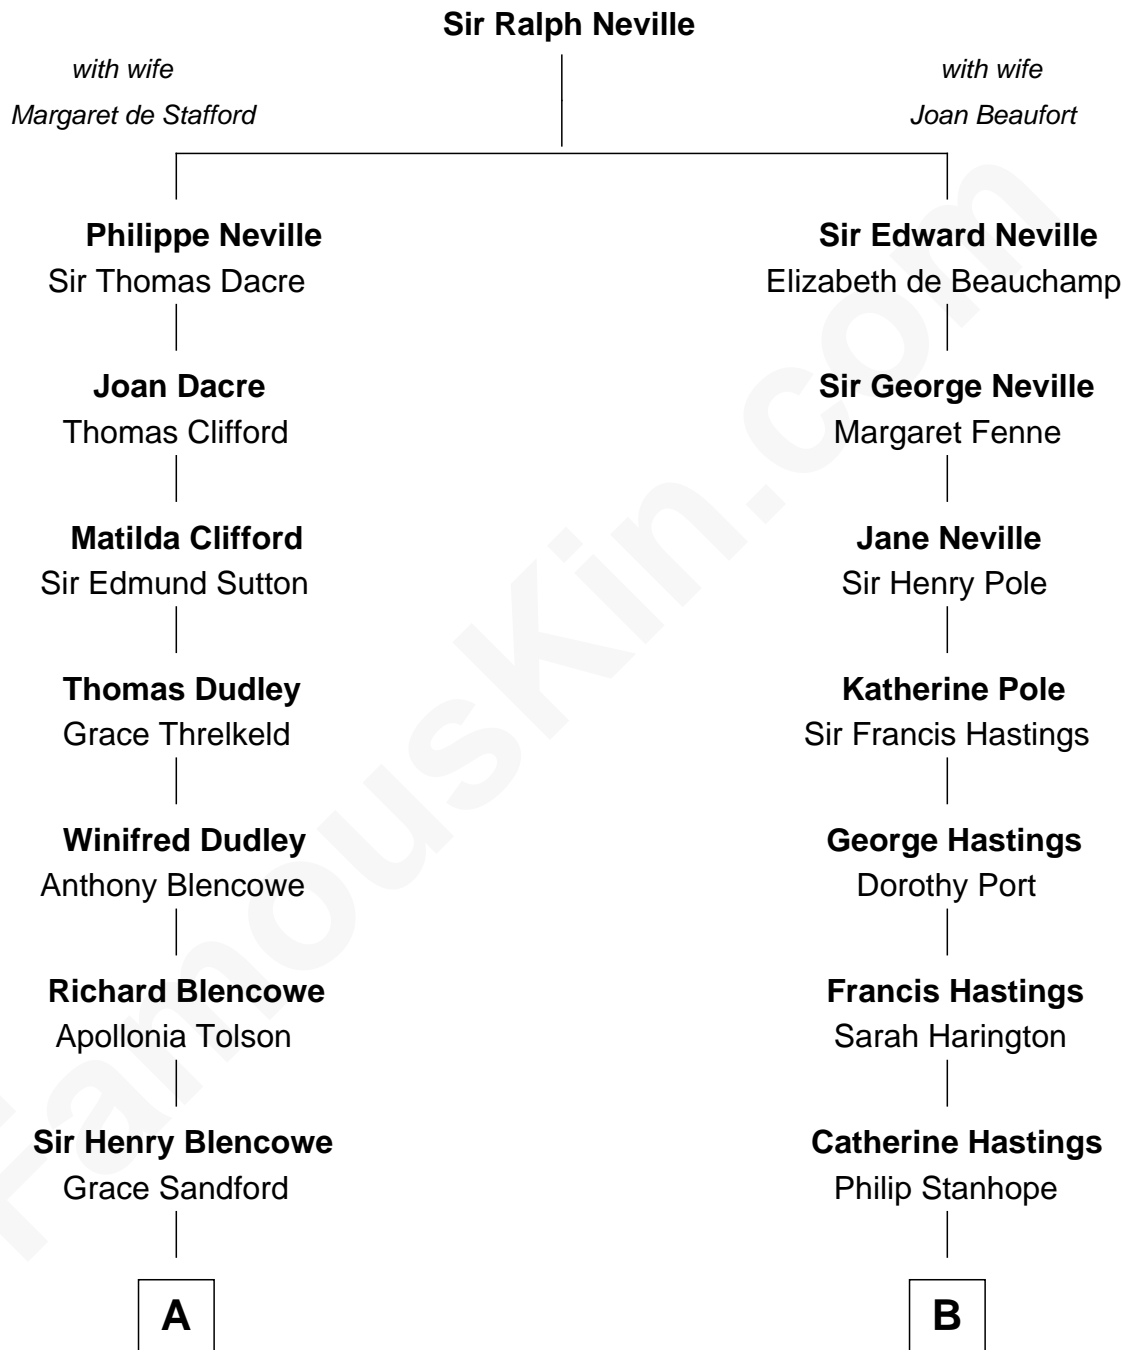 Sir Ralph Neville
with wife
Margaret de Stafford
with wife
Joan Beaufort
Philippe Neville
Sir Thomas Dacre
Sir Edward Neville
Elizabeth de Beauchamp
Joan Dacre
Thomas Clifford
Sir George Neville
Margaret Fenne
Matilda Clifford
Sir Edmund Sutton
Jane Neville
Sir Henry Pole
Thomas Dudley
Grace Threlkeld
Katherine Pole
Sir Francis Hastings
Winifred Dudley
Anthony Blencowe
George Hastings
Dorothy Port
Richard Blencowe
Apollonia Tolson
Francis Hastings
Sarah Harington
Sir Henry Blencowe
Grace Sandford
Catherine Hastings
Philip Stanhope
A
B
FamousKin.com